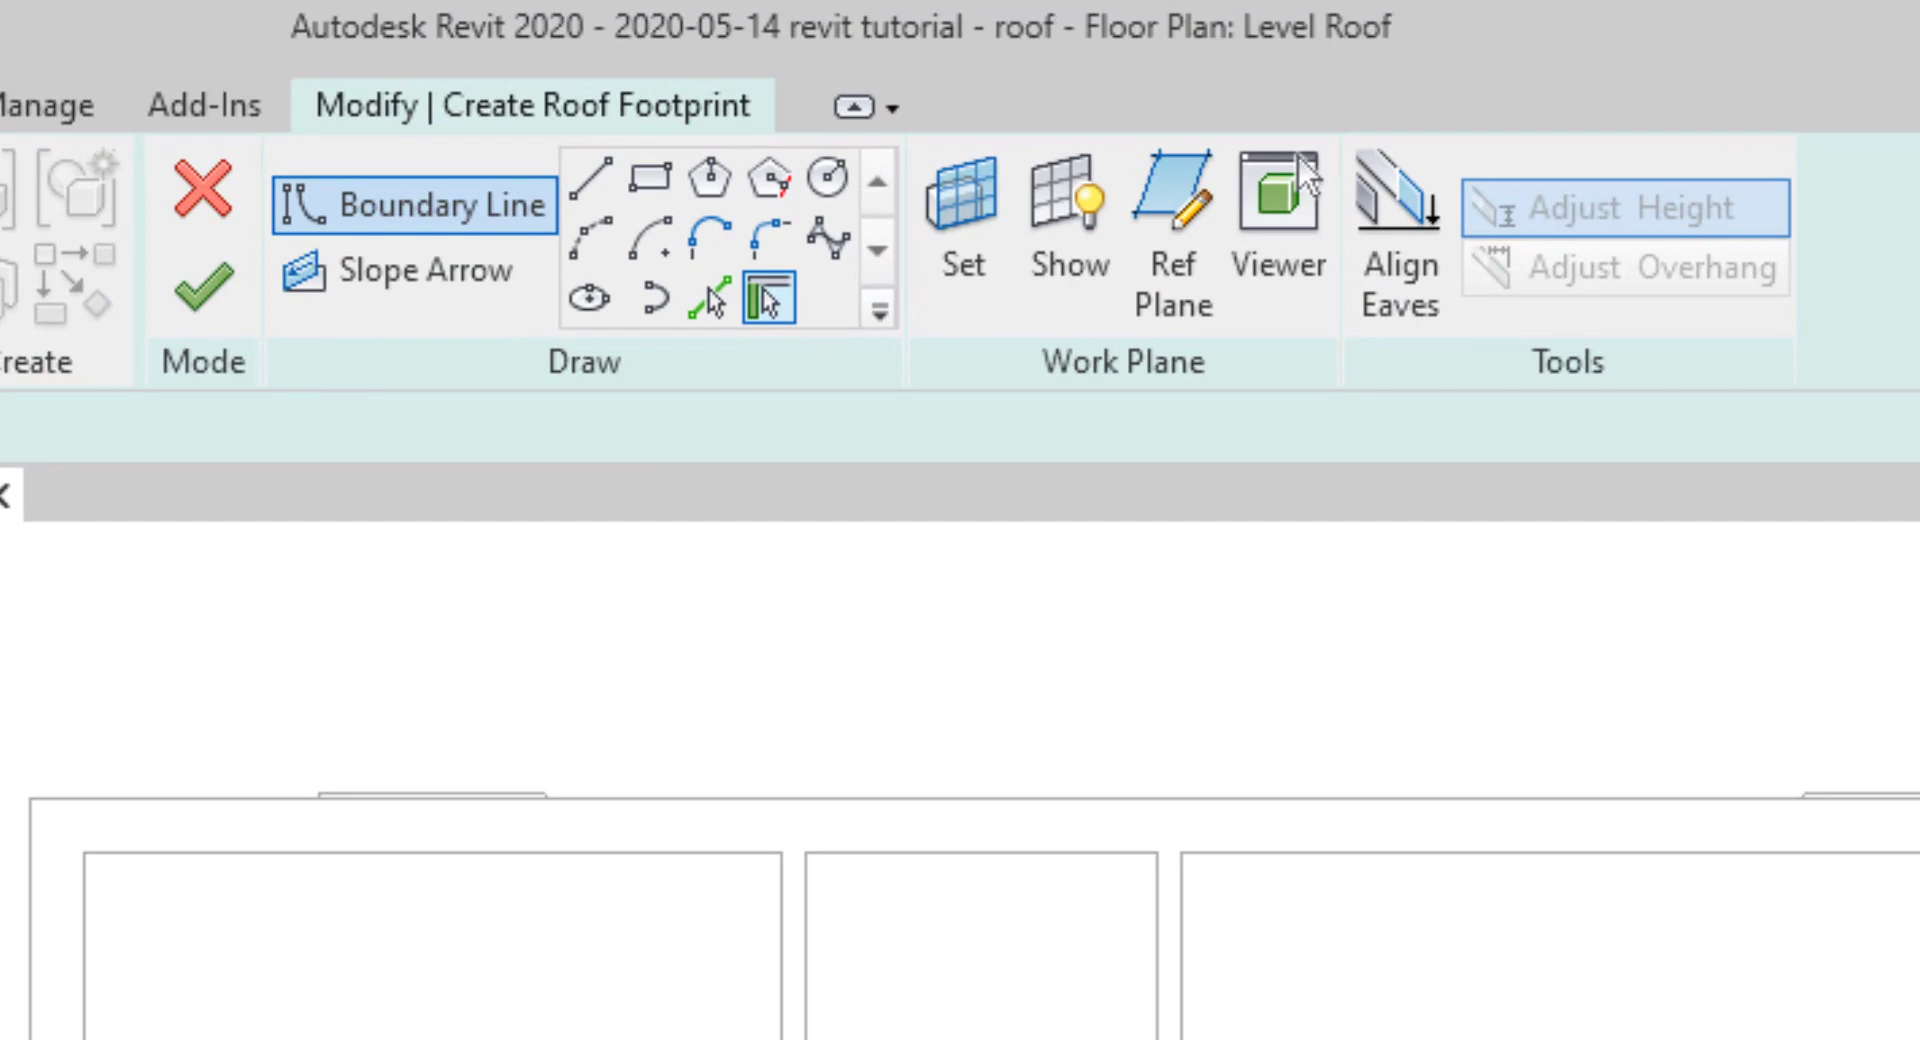 Autodesk Revit 2020 - 2020-05-14 revit tutorial - roof - Floor Plan: Level Roof
Manage Add-Ins Modify | Create Roof Footprint
Boundary Line
Slope Arrow
Set Show Ref Plane Viewer Align Eaves
Adjust Height
Adjust Overhang
Create Mode Draw Work Plane Tools